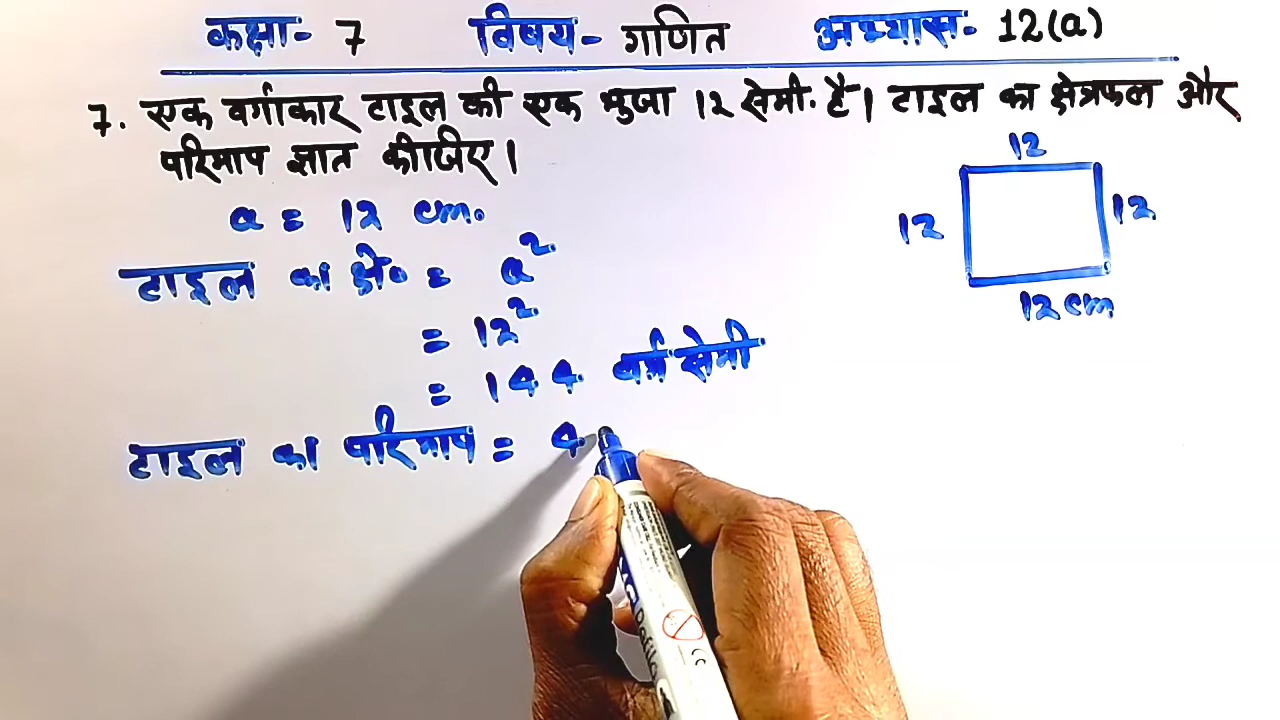 कक्षा- 7 विषय- गणित अभ्यास- 12(a)
7. एक वर्गाकार टाइल की एक भुजा 12 सेमी. है। टाइल का क्षेत्रफल और
परिमाप ज्ञात कीजिए।
a = 12 cm.
टाइल का क्षे० = a²
= 12²
= 144 वर्ग सेमी
टाइल का परिमाप = 4
12
12
12
12 cm